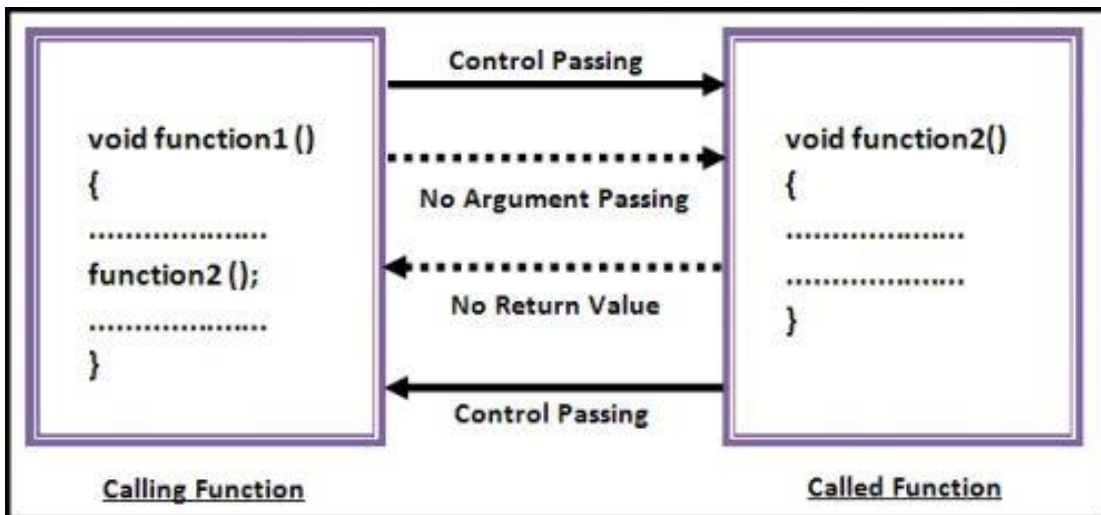 Control Passing
void function1 ()
{
.....................
function2 ();
.....................
}
No Argument Passing
No Return Value
Control Passing
void function2()
{
.....................
.....................
}
Calling Function
Called Function